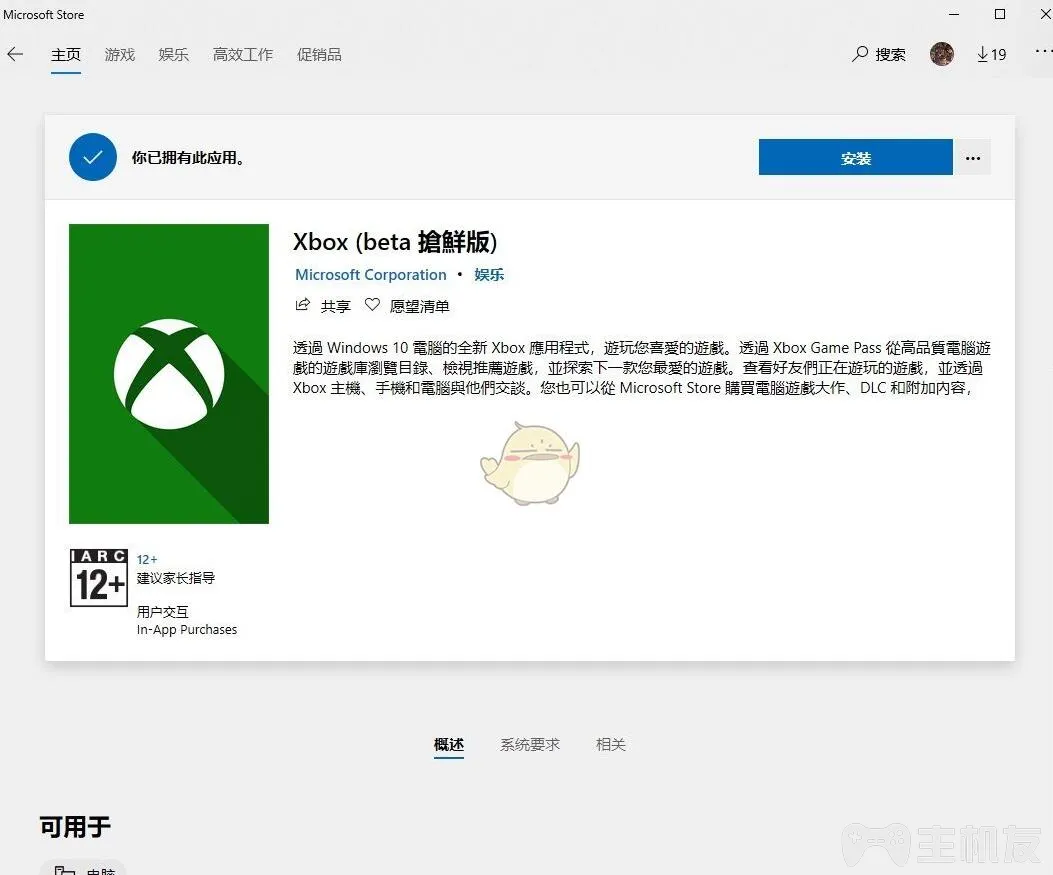 Microsoft Store
主页 游戏 娱乐 高效工作 促销品 搜索 19
你已拥有此应用。
安装
Xbox (beta 搶鮮版)
Microsoft Corporation • 娱乐
共享 愿望清单
透過 Windows 10 電腦的全新 Xbox 應用程式，遊玩您喜愛的遊戲。透過 Xbox Game Pass 從高品質電腦遊
戲的遊戲庫瀏覽目錄、檢視推薦遊戲，並探索下一款您最愛的遊戲。查看好友們正在遊玩的遊戲，並透過
Xbox 主機、手機和電腦與他們交談。您也可以從 Microsoft Store 購買電腦遊戲大作、DLC 和附加内容，
IARC
12+
12+
建议家长指导
用户交互
In-App Purchases
概述 系统要求 相关
可用于
电脑
主机友